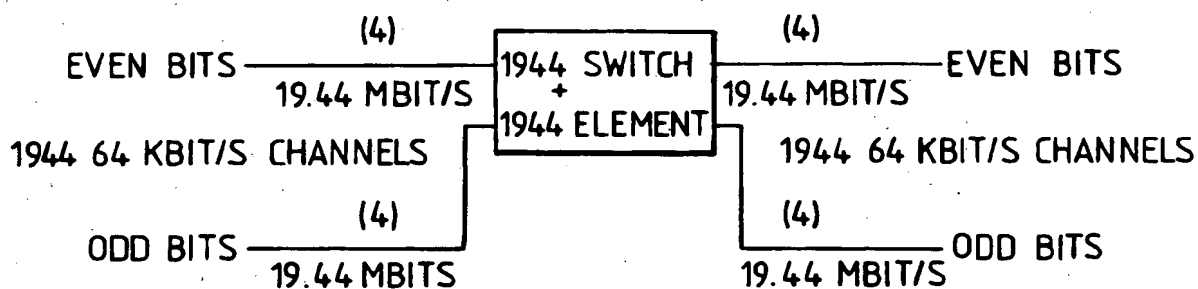 (4) (4)
EVEN BITS 1944 SWITCH EVEN BITS
19.44 MBIT/S + 19.44 MBIT/S
1944 ELEMENT
1944 64 KBIT/S CHANNELS 1944 64 KBIT/S CHANNELS
(4) (4)
ODD BITS ODD BITS
19.44 MBITS 19.44 MBIT/S